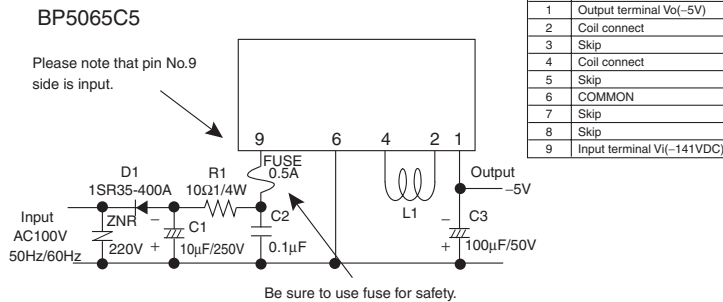 BP5065C5
Please note that pin No.9
side is input.
1 Output terminal Vo(−5V)
2 Coil connect
3 Skip
4 Coil connect
5 Skip
6 COMMON
7 Skip
8 Skip
9 Input terminal Vi(−141VDC)
9 6 4 2 1
FUSE
0.5A
D1
1SR35-400A
R1
10Ω1/4W
L1
Output
−5V
Input
AC100V
50Hz/60Hz
ZNR
220V
−
+
C1
10μF/250V
C2
0.1μF
−
+
C3
100μF/50V
Be sure to use fuse for safety.